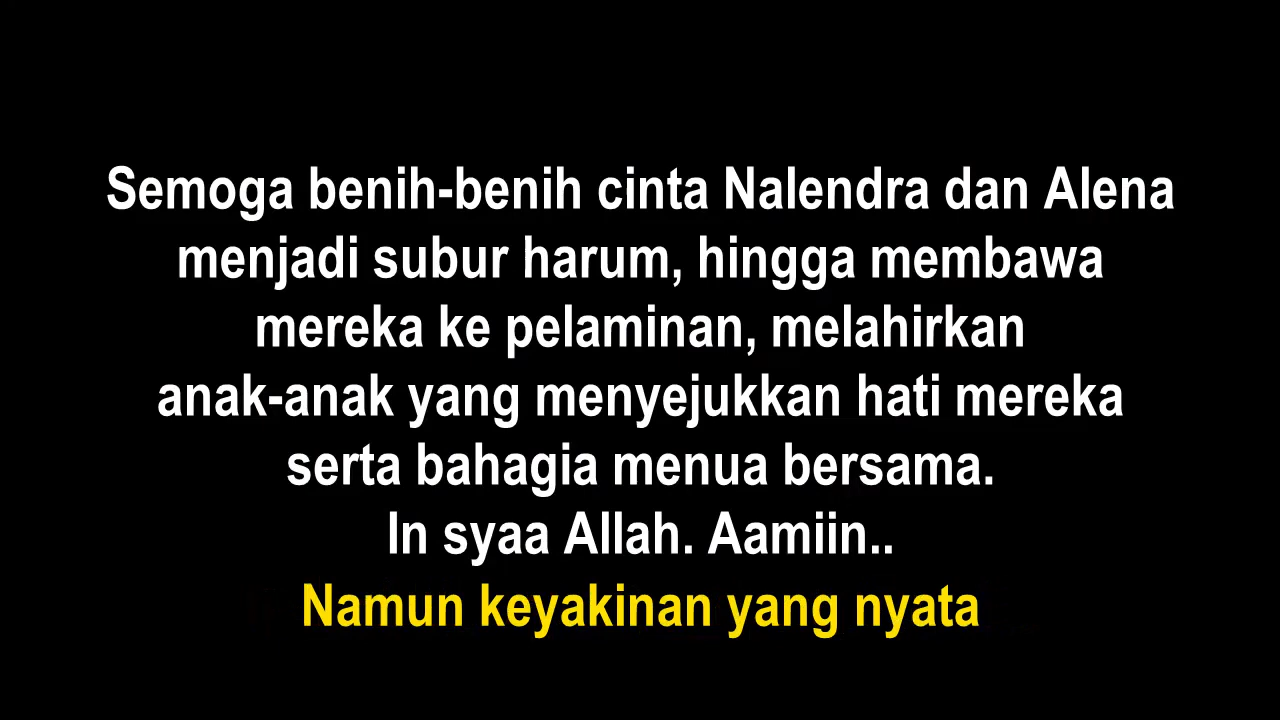 Semoga benih-benih cinta Nalendra dan Alena
menjadi subur harum, hingga membawa
mereka ke pelaminan, melahirkan
anak-anak yang menyejukkan hati mereka
serta bahagia menua bersama.
In syaa Allah. Aamiin..
Namun keyakinan yang nyata